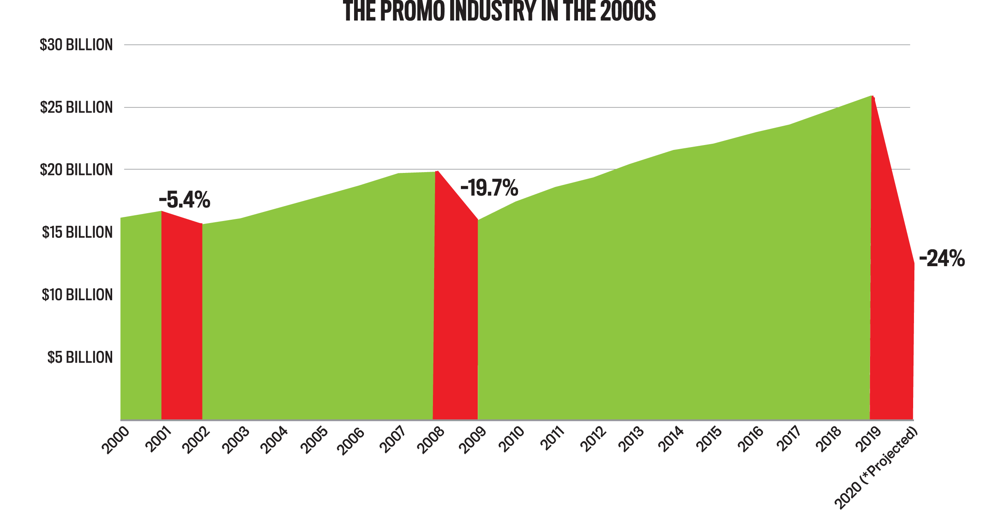 THE PROMO INDUSTRY IN THE 2000S
$30 BILLION
$25 BILLION
$20 BILLION
$15 BILLION
$10 BILLION
$5 BILLION
-5.4%
-19.7%
-24%
2000
2001
2002
2003
2004
2005
2006
2007
2008
2009
2010
2011
2012
2013
2014
2015
2016
2017
2018
2019
2020 (*Projected)